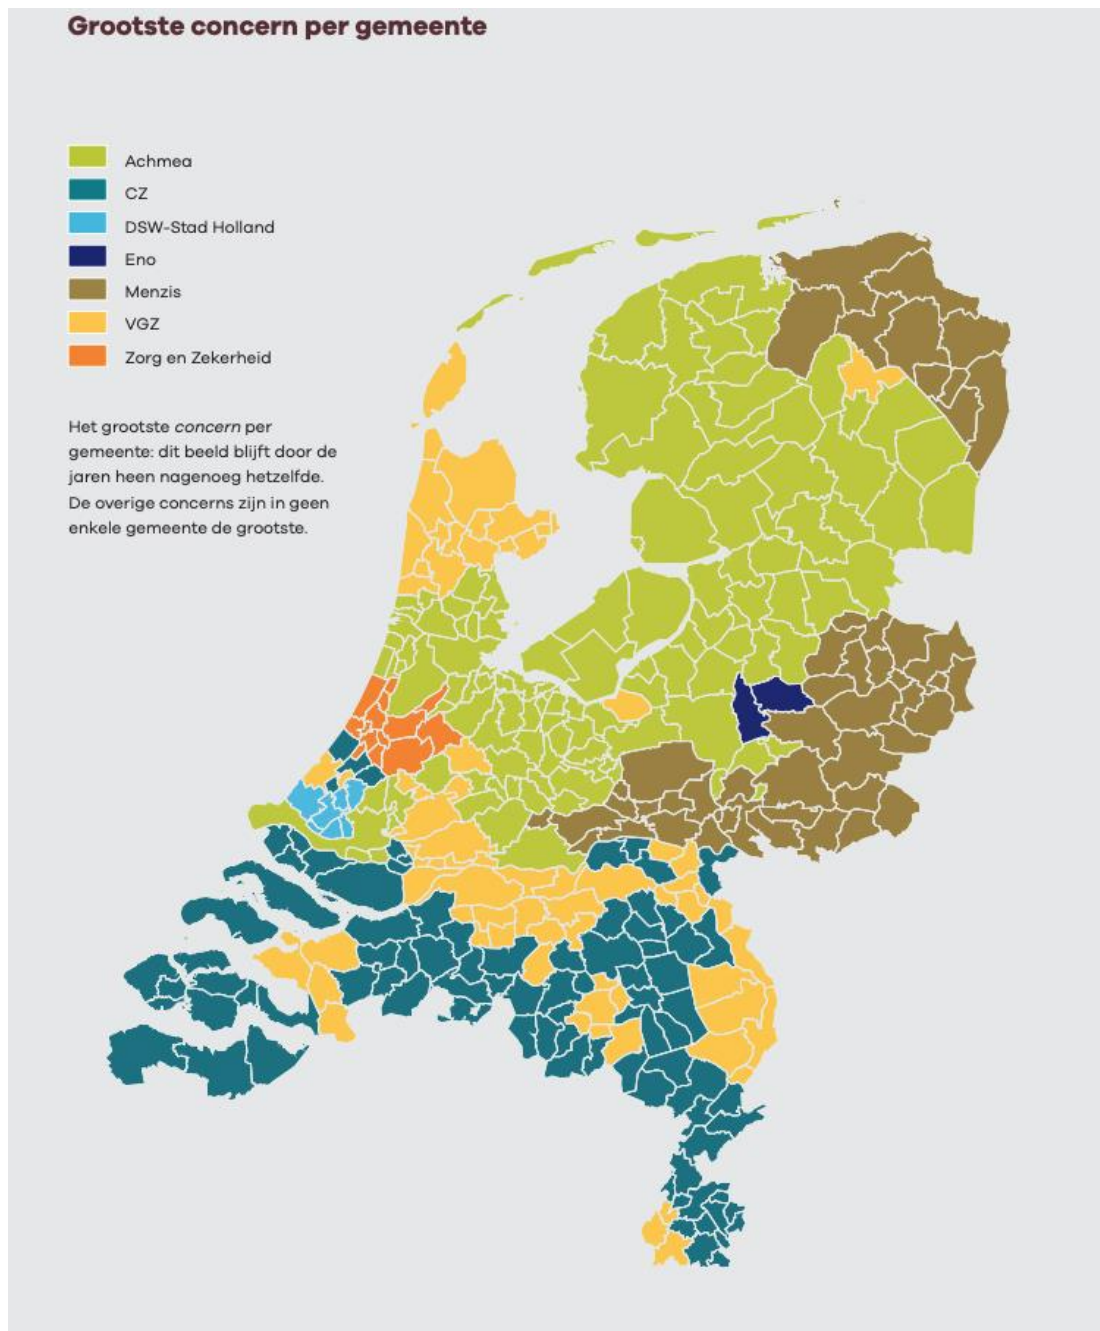 Grootste concern per gemeente
Achmea
CZ
DSW-Stad Holland
Eno
Menzis
VGZ
Zorg en Zekerheid
Het grootste concern per
gemeente: dit beeld blijft door de
jaren heen nagenoeg hetzelfde.
De overige concerns zijn in geen
enkele gemeente de grootste.